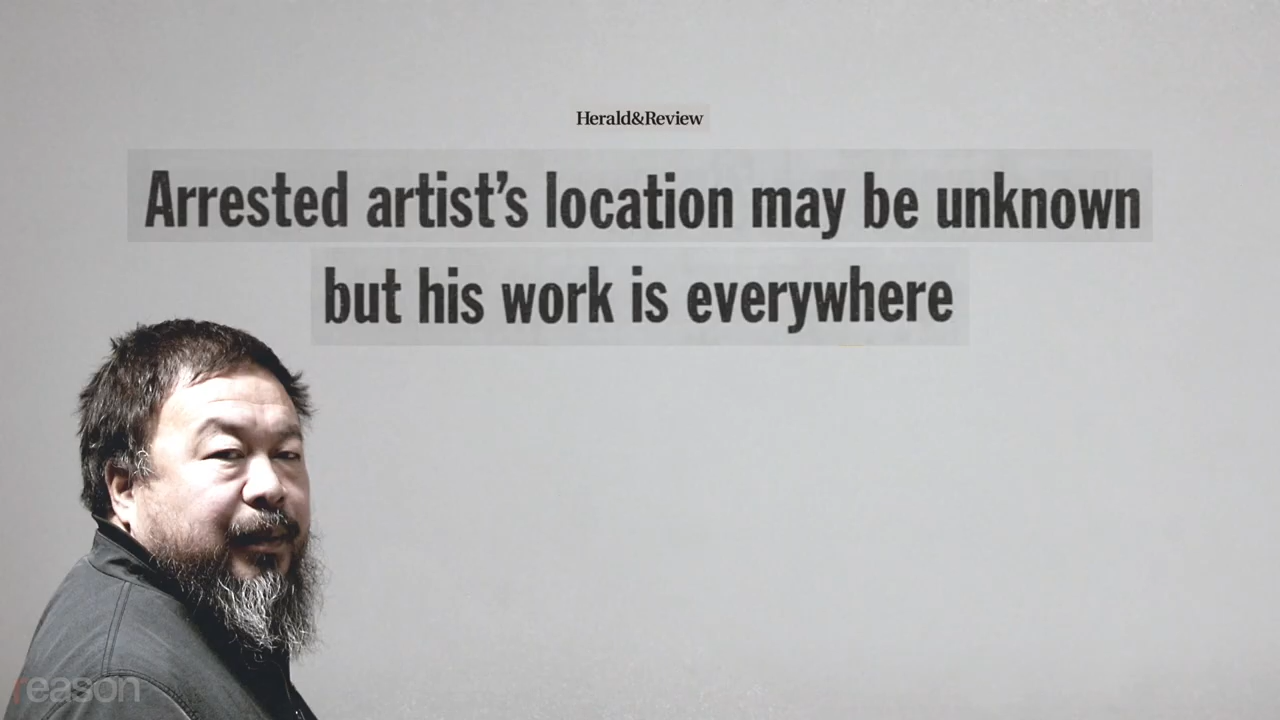 Herald&Review
Arrested artist's location may be unknown
but his work is everywhere
reason